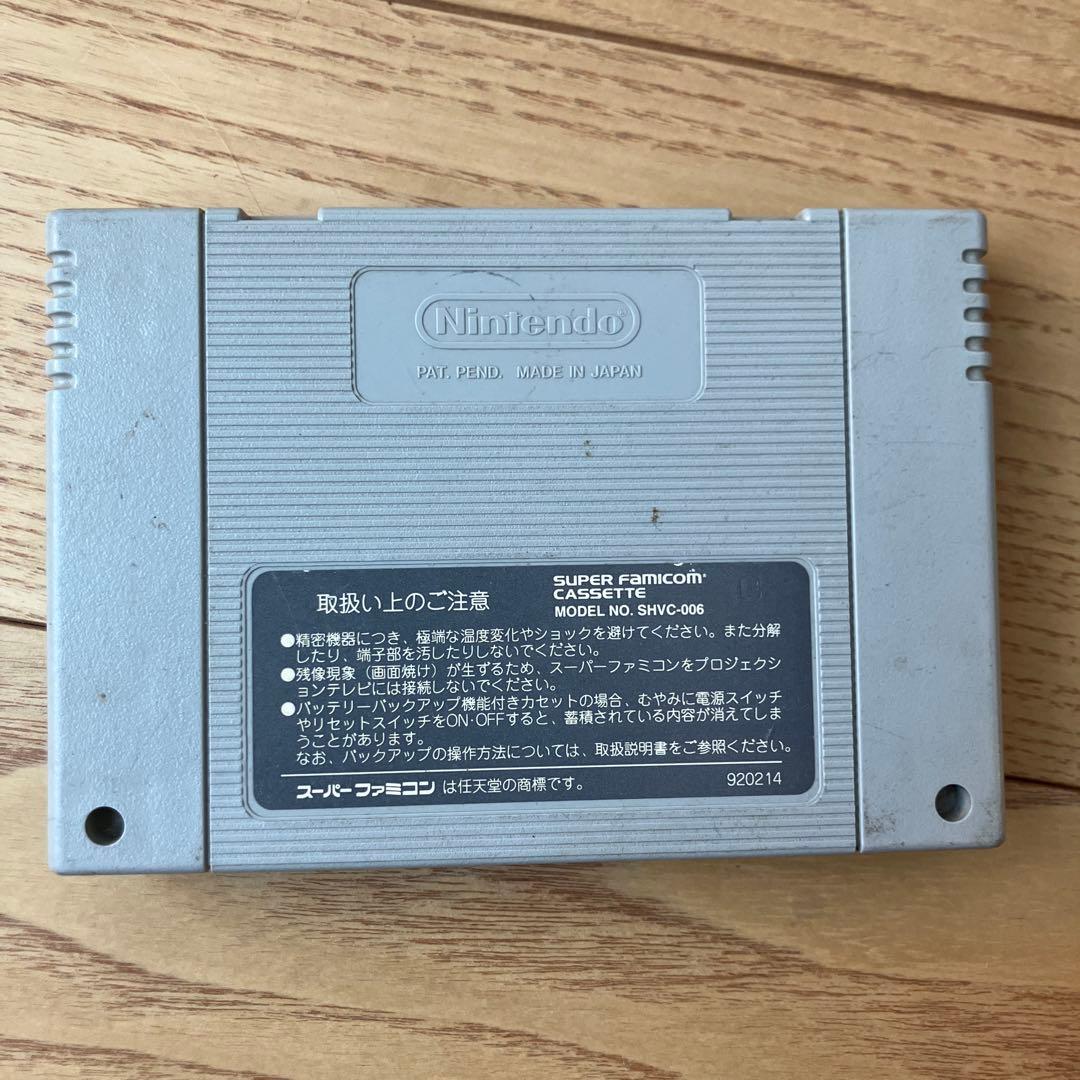 Nintendo®
PAT. PEND. MADE IN JAPAN
取扱い上のご注意
SUPER FAMICOM
CASSETTE
MODEL NO. SHVC-006
●精密機器につき、極端な温度変化やショックを避けてください。また分解
したり、端子部を汚したりしないでください。
●残像現象（画面焼け）が生ずるため、スーパーファミコンをプロジェクシ
ョンテレビには接続しないでください。
●バッテリーバックアップ機能付きカセットの場合、むやみに電源スイッチ
やリセットスイッチをON・OFFすると、蓄積されている内容が消えてしま
うことがあります。
なお、バックアップの操作方法については、取扱説明書をご参照ください。
スーパーファミコン は任天堂の商標です。
920214